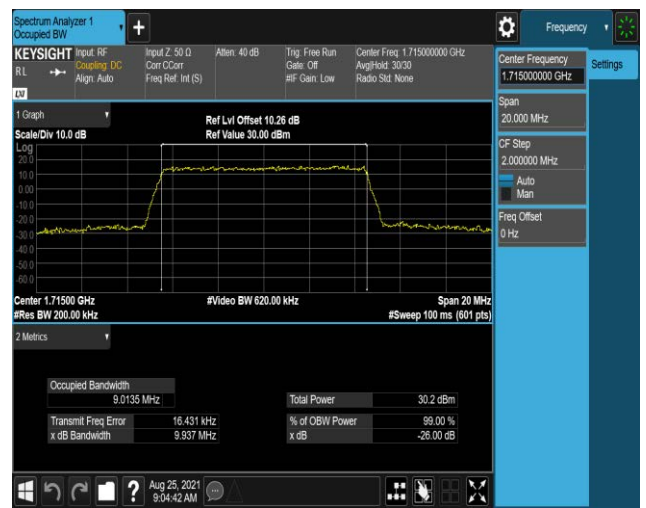 Spectrum Analyzer 1
Occupied BW
+
Frequency
KEYSIGHT
R L
LXI
Input: RF
Coupling: DC
Align: Auto
Input Z: 50 Ω
Corr CCorr
Freq Ref: Int (S)
Atten: 40 dB
Trig: Free Run
Gate: Off
#IF Gain: Low
Center Freq: 1.715000000 GHz
Avg|Hold: 30/30
Radio Std: None
Center Frequency
1.715000000 GHz
Settings
Span
20.000 MHz
CF Step
2.000000 MHz
Auto
Man
Freq Offset
0 Hz
1 Graph
Scale/Div 10.0 dB
Ref Lvl Offset 10.26 dB
Ref Value 30.00 dBm
Log
20.0
10.0
0.00
-10.0
-20.0
-30.0
-40.0
-50.0
-60.0
Center 1.71500 GHz
#Res BW 200.00 kHz
#Video BW 620.00 kHz
Span 20 MHz
#Sweep 100 ms (601 pts)
2 Metrics
Occupied Bandwidth
9.0135 MHz
Total Power 30.2 dBm
Transmit Freq Error 16.431 kHz
% of OBW Power 99.00 %
x dB Bandwidth 9.937 MHz
x dB -26.00 dB
?
Aug 25, 2021
9:04:42 AM